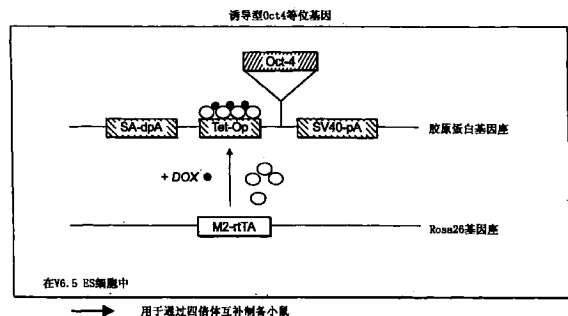 诱导型Oct4等位基因
Oct-4
SA-dpA
Tet-Op
SV40-pA
胶原蛋白基因座
+ DOX
M2-rtTA
Rosa26基因座
在V6.5 ES细胞中
用于通过四倍体互补制备小鼠